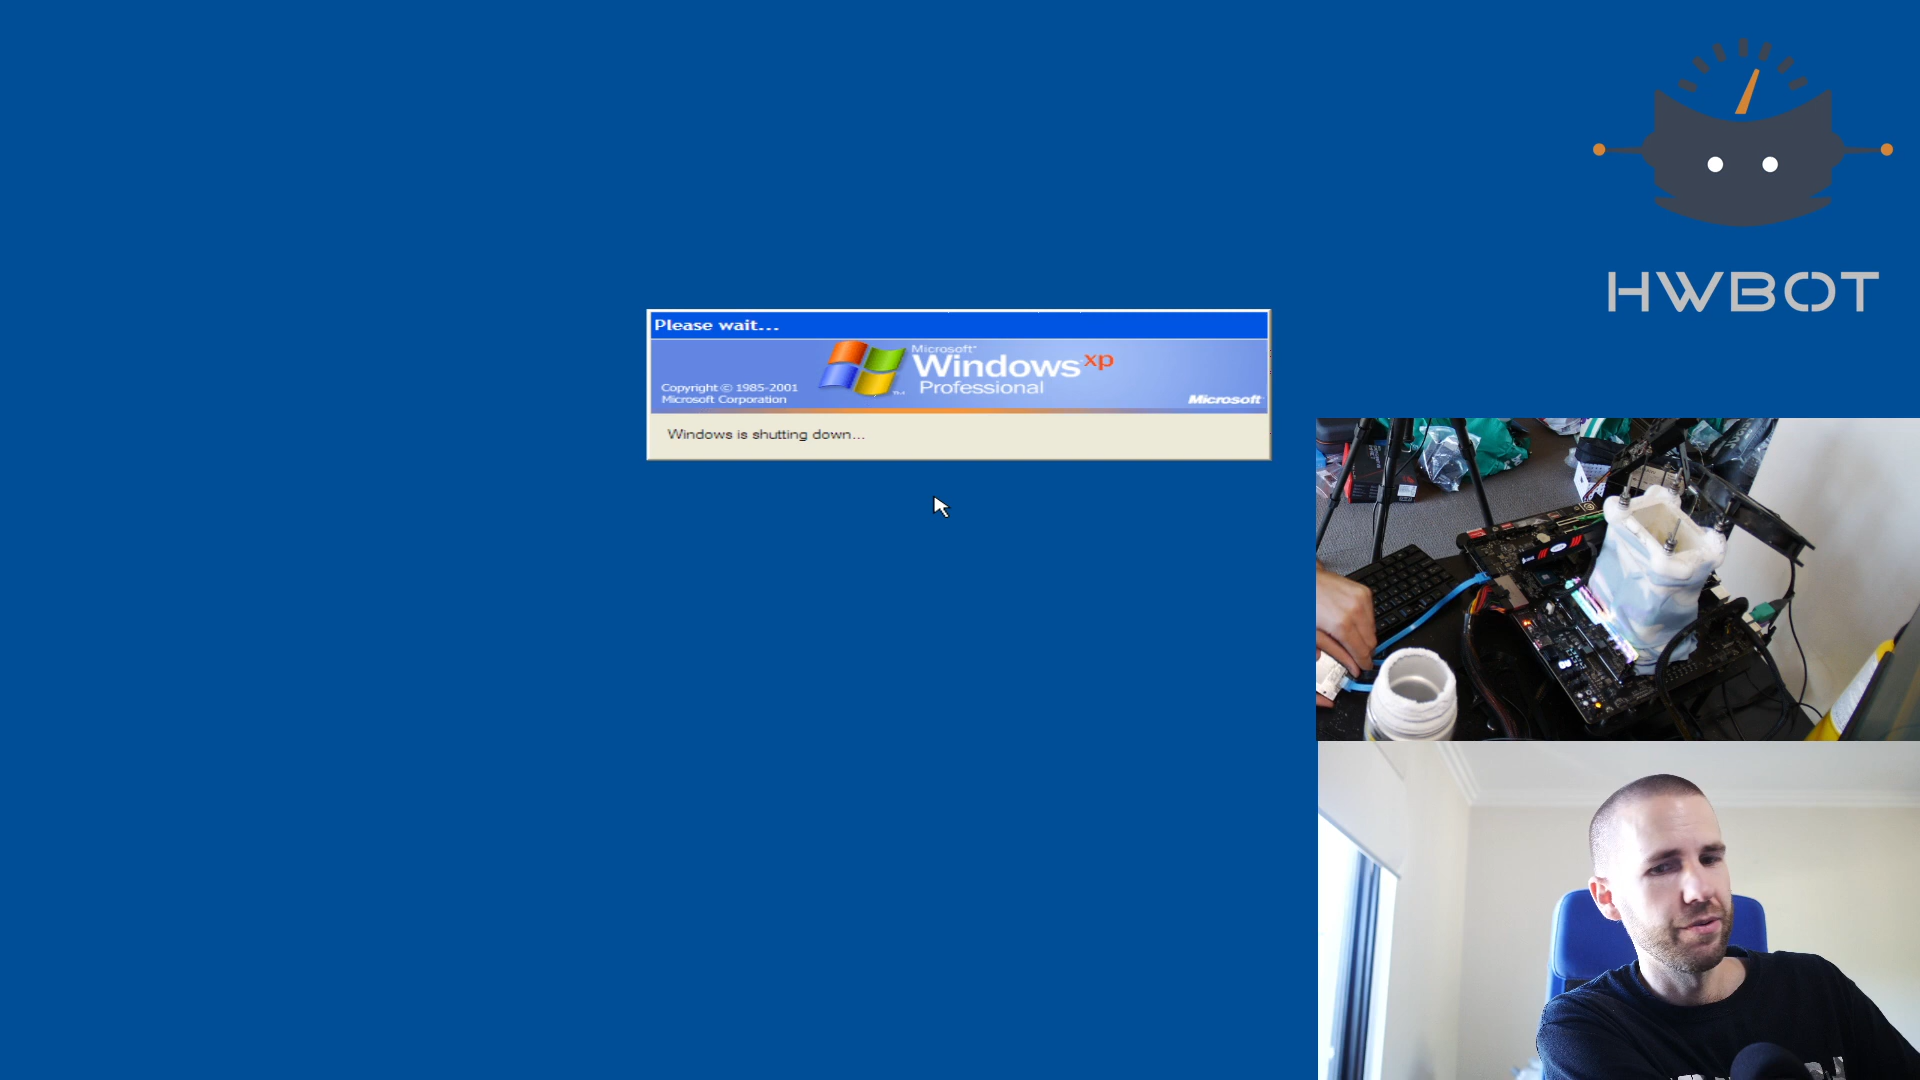 HWBOT
Please wait...
Microsoft®
Windows xp
Professional
Copyright © 1985-2001
Microsoft Corporation
Microsoft
Windows is shutting down...